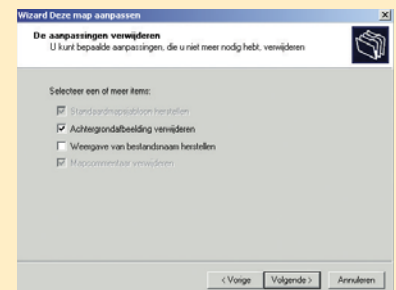 Wizard Deze map aanpassen
De aanpassingen verwijderen
U kunt bepaalde aanpassingen, die u niet meer nodig hebt, verwijderen
Selecteer een of meer items:
Standaardmapsjabloon herstellen
Achtergrondafbeelding verwijderen
Weergave van bestandsnaam herstellen
Mapcommentaar verwijderen
< Vorige
Volgende >
Annuleren